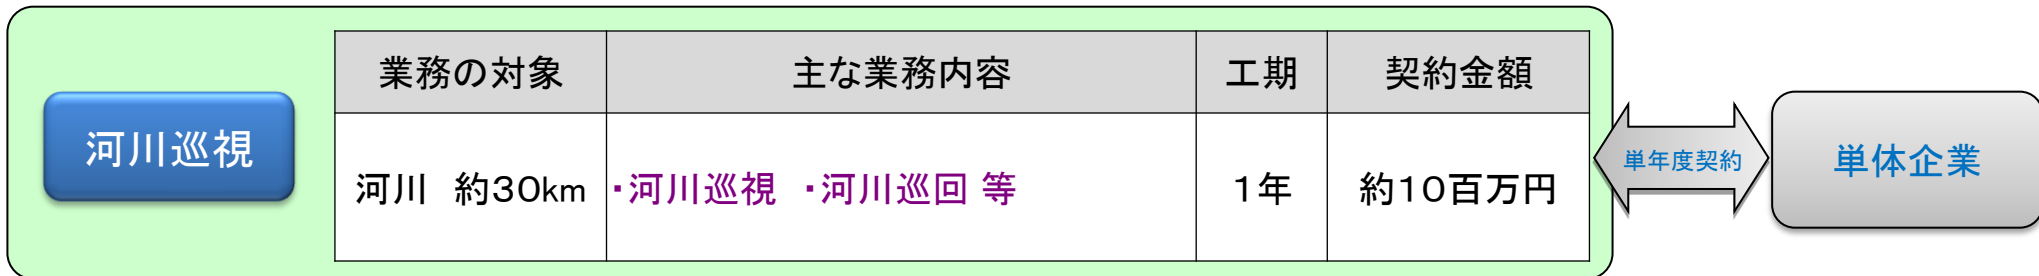 河川巡視
業務の対象 主な業務内容 工期 契約金額
河川 約30km ・河川巡視 ・河川巡回 等 1年 約10百万円
単年度契約
単体企業